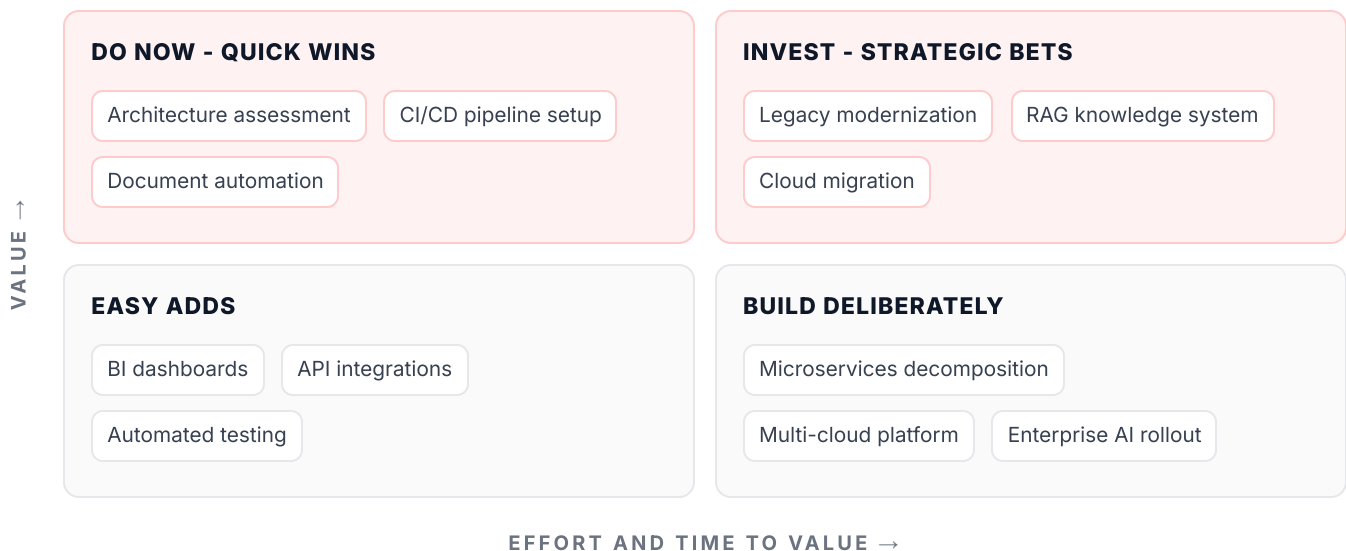 DO NOW - QUICK WINS
Architecture assessment
CI/CD pipeline setup
Document automation
INVEST - STRATEGIC BETS
Legacy modernization
RAG knowledge system
Cloud migration
VALUE →
EASY ADDS
BI dashboards
API integrations
Automated testing
BUILD DELIBERATELY
Microservices decomposition
Multi-cloud platform
Enterprise AI rollout
EFFORT AND TIME TO VALUE →